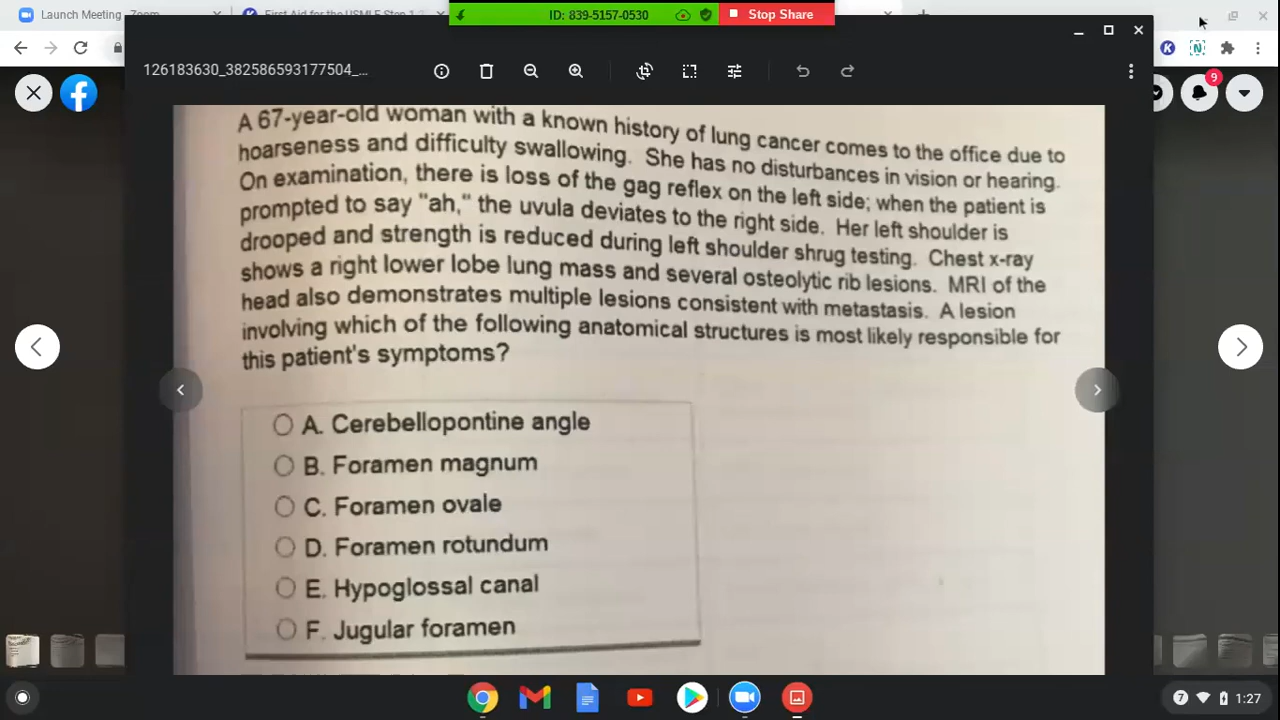 Launch Meeting - Zoom
First Aid for the USMLE Step 1 2
ID: 839-5157-0530
Stop Share
126183630_382586593177504_...
9
A 67-year-old woman with a known history of lung cancer comes to the office due to
hoarseness and difficulty swallowing. She has no disturbances in vision or hearing.
On examination, there is loss of the gag reflex on the left side; when the patient is
prompted to say "ah," the uvula deviates to the right side. Her left shoulder is
drooped and strength is reduced during left shoulder shrug testing. Chest x-ray
shows a right lower lobe lung mass and several osteolytic rib lesions. MRI of the
head also demonstrates multiple lesions consistent with metastasis. A lesion
involving which of the following anatomical structures is most likely responsible for
this patient's symptoms?
A. Cerebellopontine angle
B. Foramen magnum
C. Foramen ovale
D. Foramen rotundum
E. Hypoglossal canal
F. Jugular foramen
7
1:27